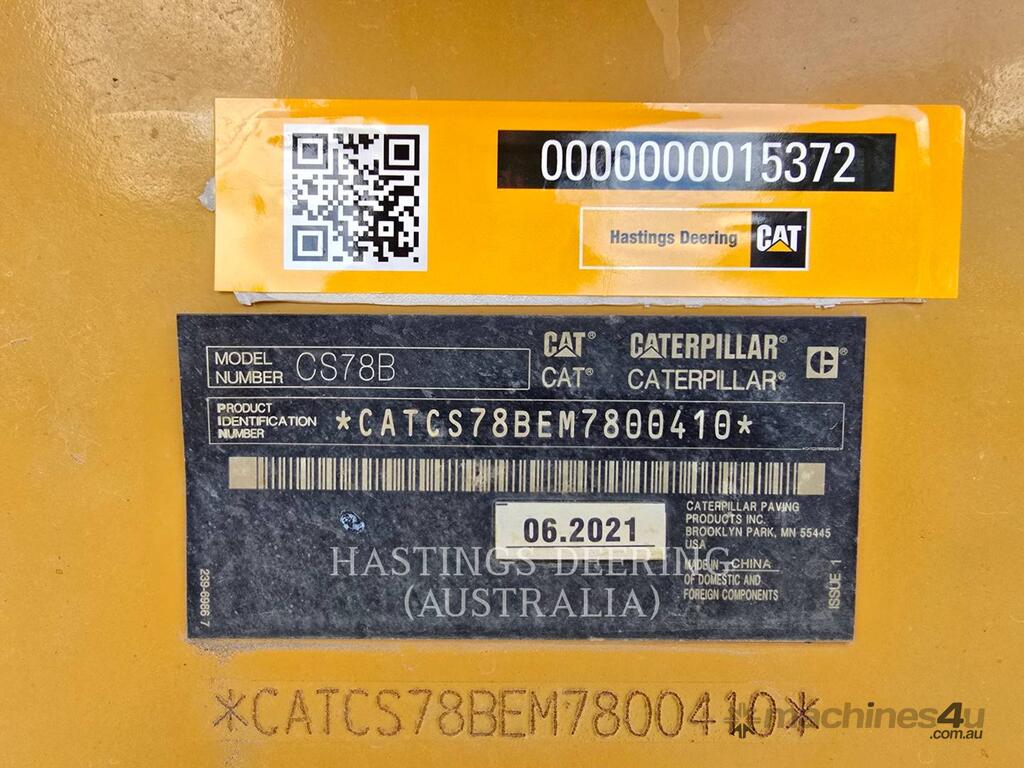 0000000015372
Hastings Deering CAT
MODEL NUMBER CS78B
CAT® CATERPILLAR®
CAT® CATERPILLAR®
PRODUCT
IDENTIFICATION
NUMBER
*CATCS78BEM7800410*
06.2021
CATERPILLAR PAVING
PRODUCTS INC.
BROOKLYN PARK, MN 55445
USA
MADE IN CHINA
OF DOMESTIC AND
FOREIGN COMPONENTS
239-6986 7
ISSUE 1
HASTINGS DEERING
(AUSTRALIA)
*CATCS78BEM7800410*
machines4u
.com.au